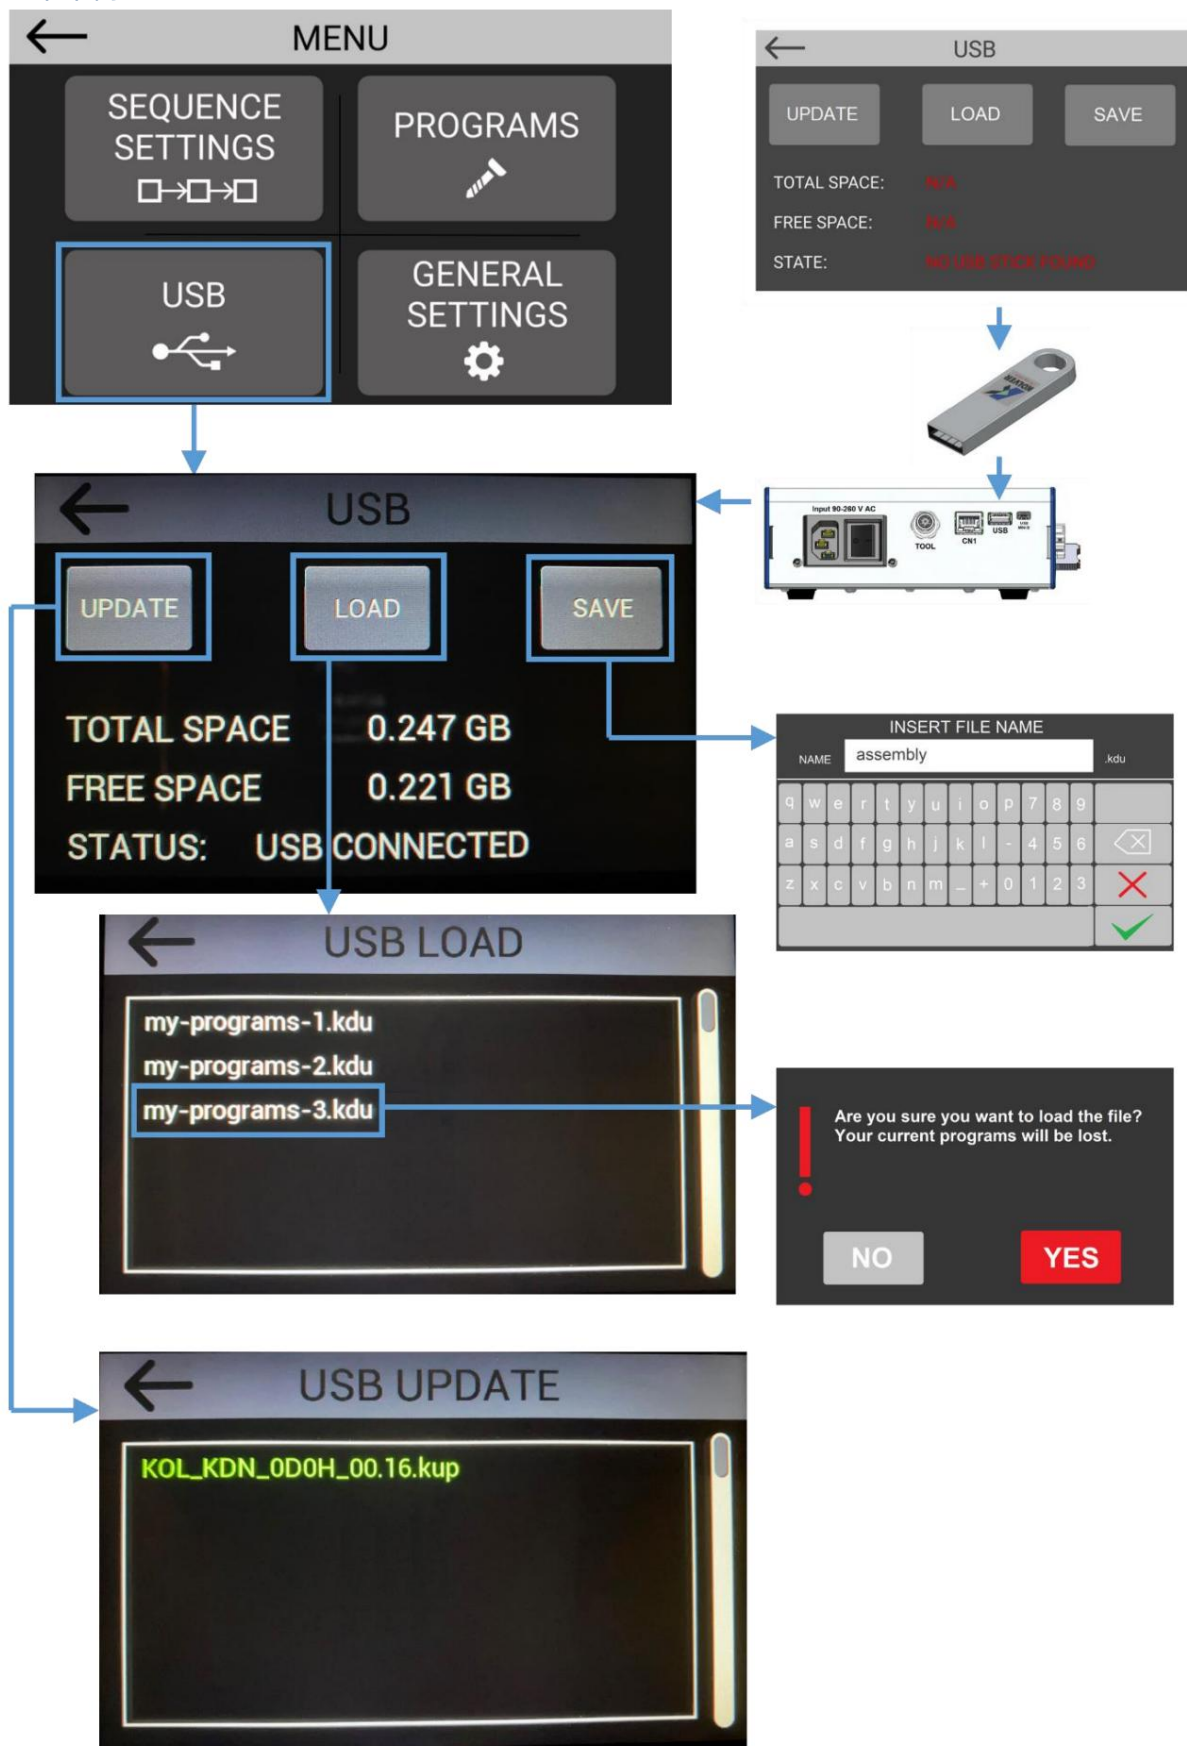 MENU
SEQUENCE
SETTINGS
PROGRAMS
USB
GENERAL
SETTINGS
USB
UPDATE
LOAD
SAVE
TOTAL SPACE:
N/A
FREE SPACE:
N/A
STATE:
NO USB STICK FOUND
Input 90-260 V AC
TOOL
CN1
USB
USB
UPDATE
LOAD
SAVE
TOTAL SPACE 0.247 GB
FREE SPACE 0.221 GB
STATUS: USB CONNECTED
INSERT FILE NAME
NAME assembly .kdu
q w e r t y u i o p 7 8 9
a s d f g h j k l - 4 5 6
z x c v b n m _ + 0 1 2 3
USB LOAD
my-programs-1.kdu
my-programs-2.kdu
my-programs-3.kdu
Are you sure you want to load the file?
Your current programs will be lost.
NO
YES
USB UPDATE
KOL_KDN_0D0H_00.16.kup